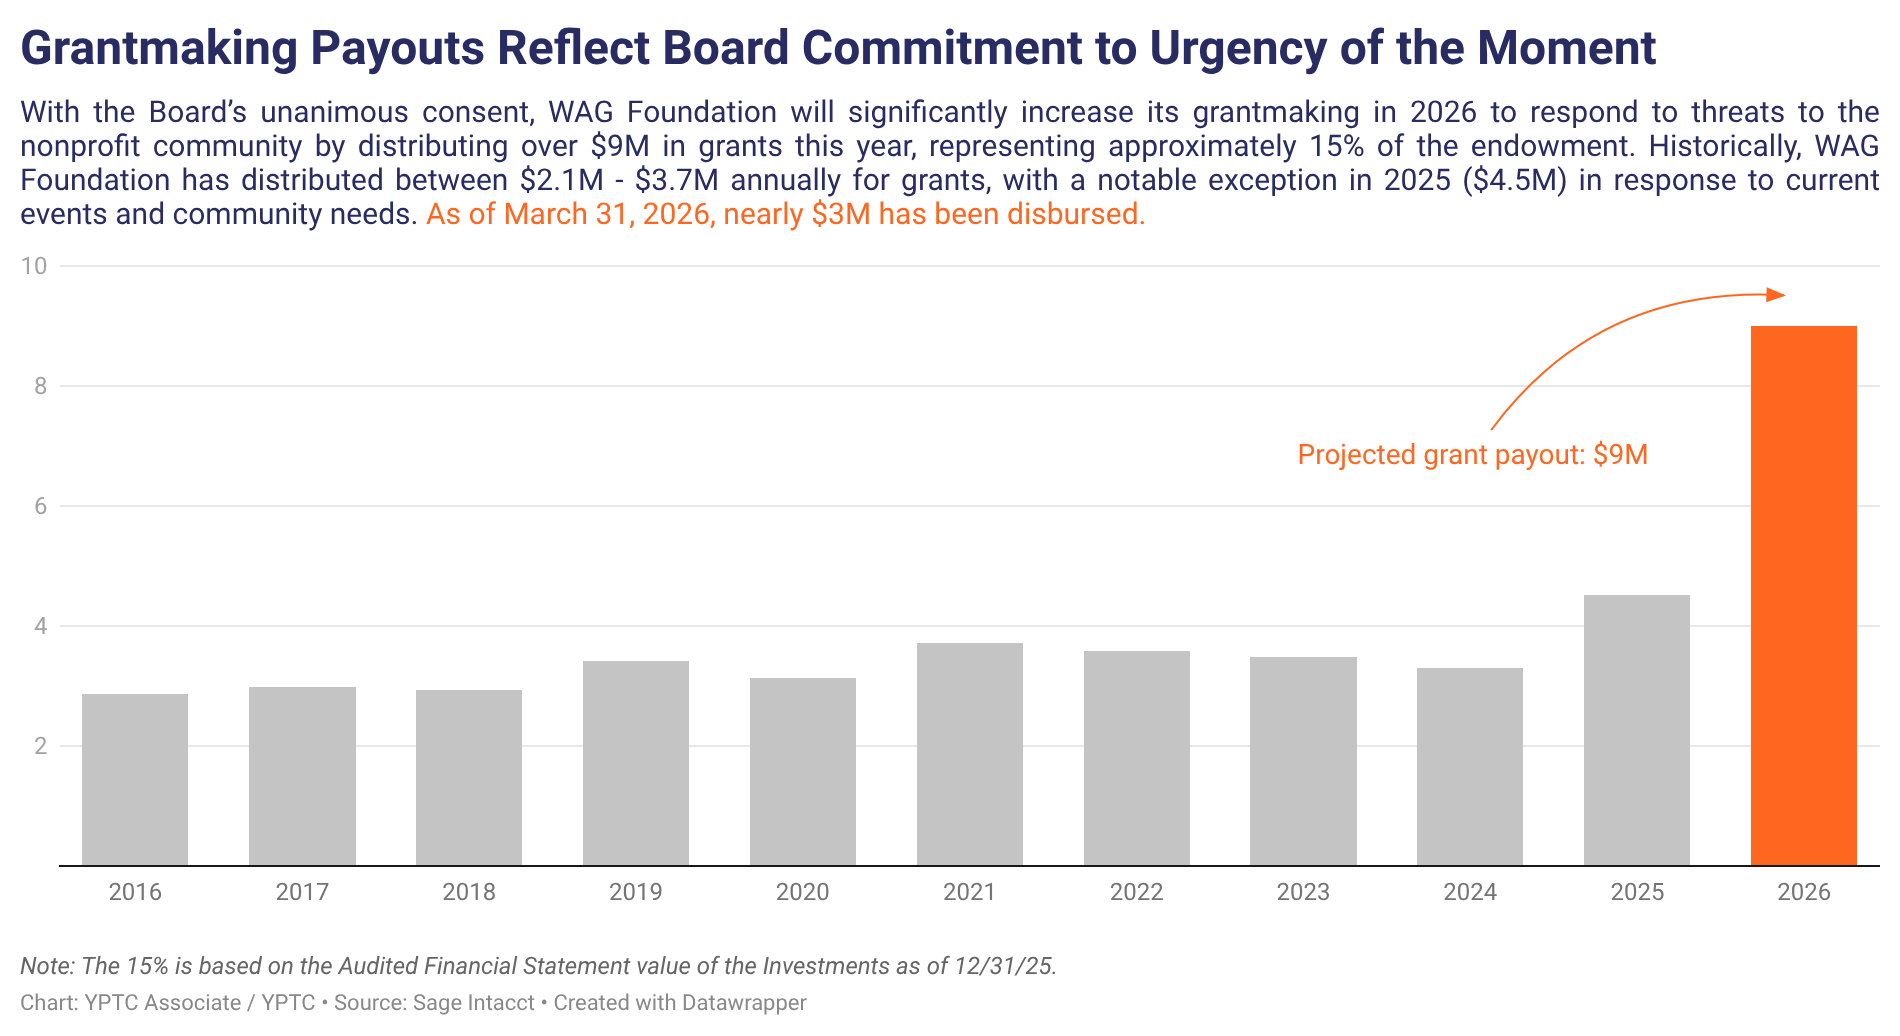 Grantmaking Payouts Reflect Board Commitment to Urgency of the Moment
With the Board’s unanimous consent, WAG Foundation will significantly increase its grantmaking in 2026 to respond to threats to the
nonprofit community by distributing over $9M in grants this year, representing approximately 15% of the endowment. Historically, WAG
Foundation has distributed between $2.1M - $3.7M annually for grants, with a notable exception in 2025 ($4.5M) in response to current
events and community needs. As of March 31, 2026, nearly $3M has been disbursed.
10
8
Projected grant payout: $9M
6
4
2
2016 2017 2018 2019 2020 2021 2022 2023 2024 2025 2026
Note: The 15% is based on the Audited Financial Statement value of the Investments as of 12/31/25.
Chart: YPTC Associate / YPTC • Source: Sage Intacct • Created with Datawrapper